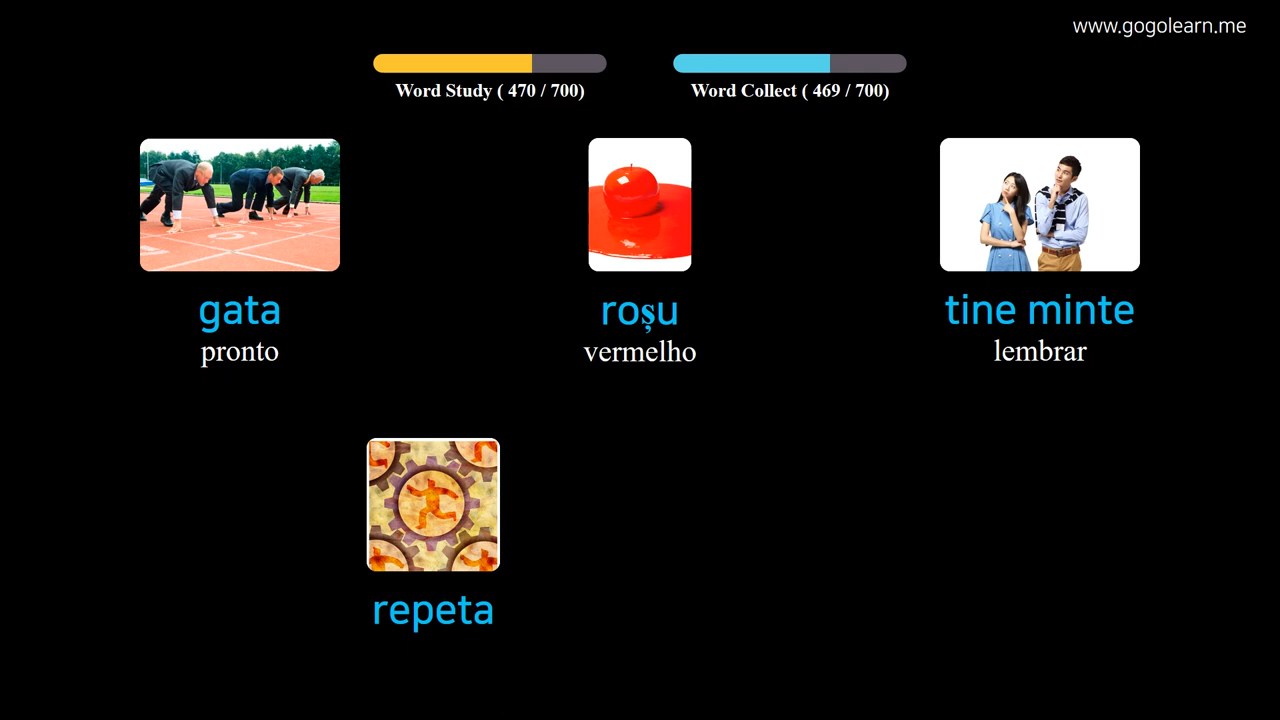 www.gogolearn.me
Word Study ( 470 / 700)
Word Collect ( 469 / 700)
gata
roșu
tine minte
pronto
vermelho
lembrar
repeta